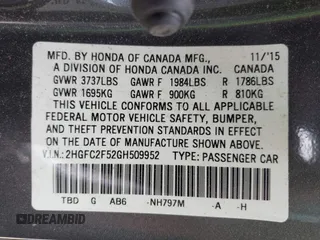 MFD. BY HONDA OF CANADA MFG., 11/'15
A DIVISION OF HONDA CANADA INC. CANADA
GVWR 3737LBS GAWR F 1984LBS R 1786LBS
GVWR 1695KG GAWR F 900KG R 810KG
THIS VEHICLE CONFORMS TO ALL APPLICABLE
FEDERAL MOTOR VEHICLE SAFETY, BUMPER,
AND THEFT PREVENTION STANDARDS IN EFFECT
ON THE DATE OF MANUFACTURE SHOWN ABOVE.
V.I.N.: 2HGFC2F52GH509952 TYPE: PASSENGER CAR
TBD G AB6 -NH797M -A -H
DREAMBID